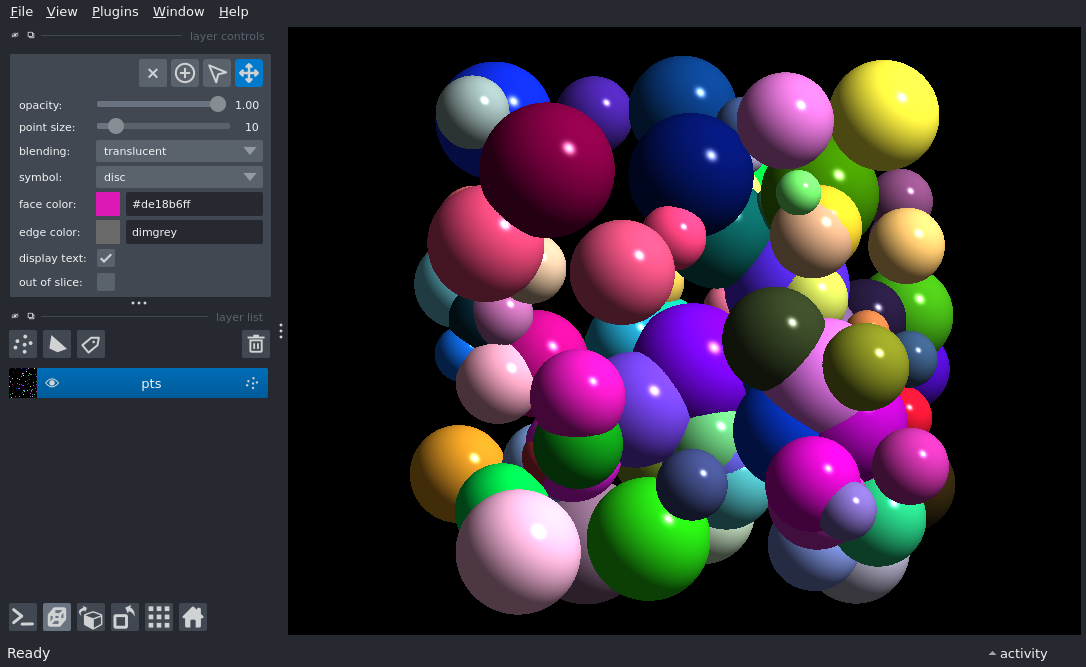 File View Plugins Window Help
layer controls
opacity: 1.00
point size: 10
blending: translucent
symbol: disc
face color: #de18b6ff
edge color: dimgrey
display text:
out of slice:
layer list
pts
Ready
activity